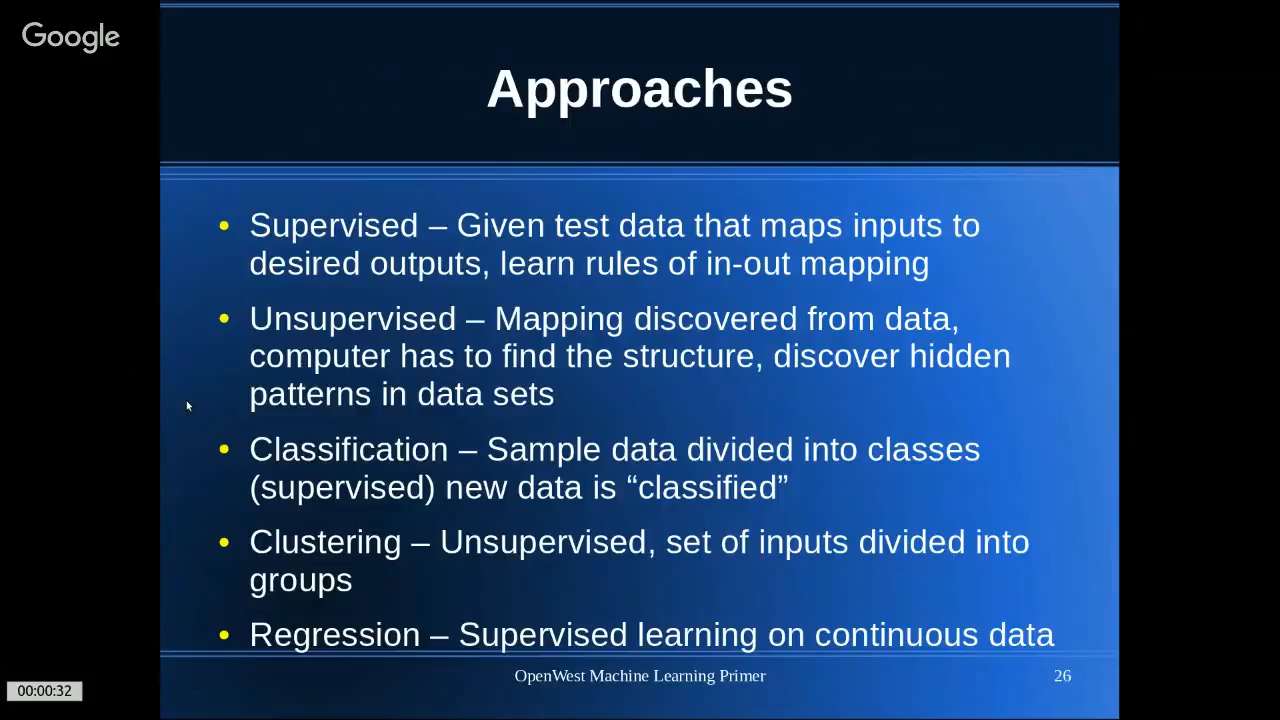 Google
Approaches
• Supervised – Given test data that maps inputs to
desired outputs, learn rules of in-out mapping
• Unsupervised – Mapping discovered from data,
computer has to find the structure, discover hidden
patterns in data sets
• Classification – Sample data divided into classes
(supervised) new data is “classified”
• Clustering – Unsupervised, set of inputs divided into
groups
• Regression – Supervised learning on continuous data
OpenWest Machine Learning Primer
26
00:00:32